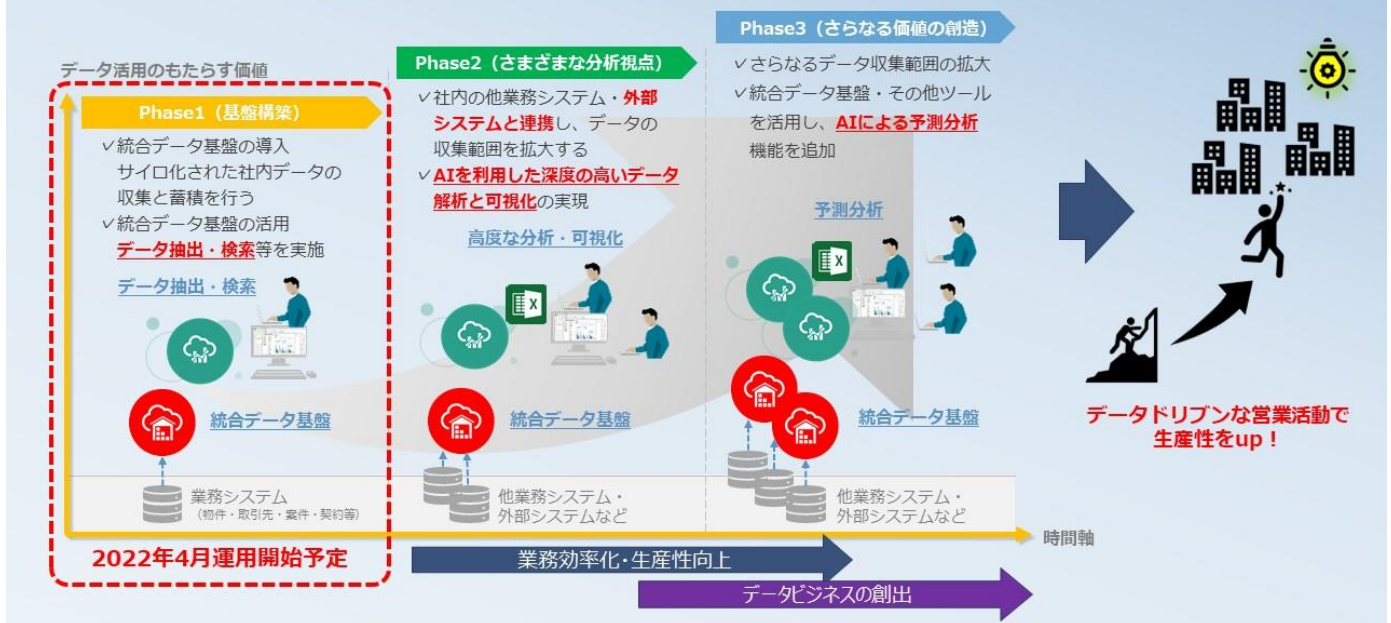 データ活用のもたらす価値
Phase1(基盤構築)
✓統合データ基盤の導入
サイロ化された社内データの
収集と蓄積を行う
✓統合データ基盤の活用
データ抽出・検索等を実施
データ抽出・検索
統合データ基盤
業務システム
(物件・取引先・案件・契約等)
2022年4月運用開始予定
Phase2(さまざまな分析視点)
✓社内の他業務システム・外部
システムと連携し、データの
収集範囲を拡大する
✓AIを利用した深度の高いデータ
解析と可視化の実現
高度な分析・可視化
X
統合データ基盤
他業務システム・
外部システムなど
Phase3(さらなる価値の創造)
✓さらなるデータ収集範囲の拡大
✓統合データ基盤・その他ツール
を活用し、AIによる予測分析
機能を追加
予測分析
X
統合データ基盤
他業務システム・
外部システムなど
時間軸
業務効率化・生産性向上
データビジネスの創出
データドリブンな営業活動で
生産性をup!